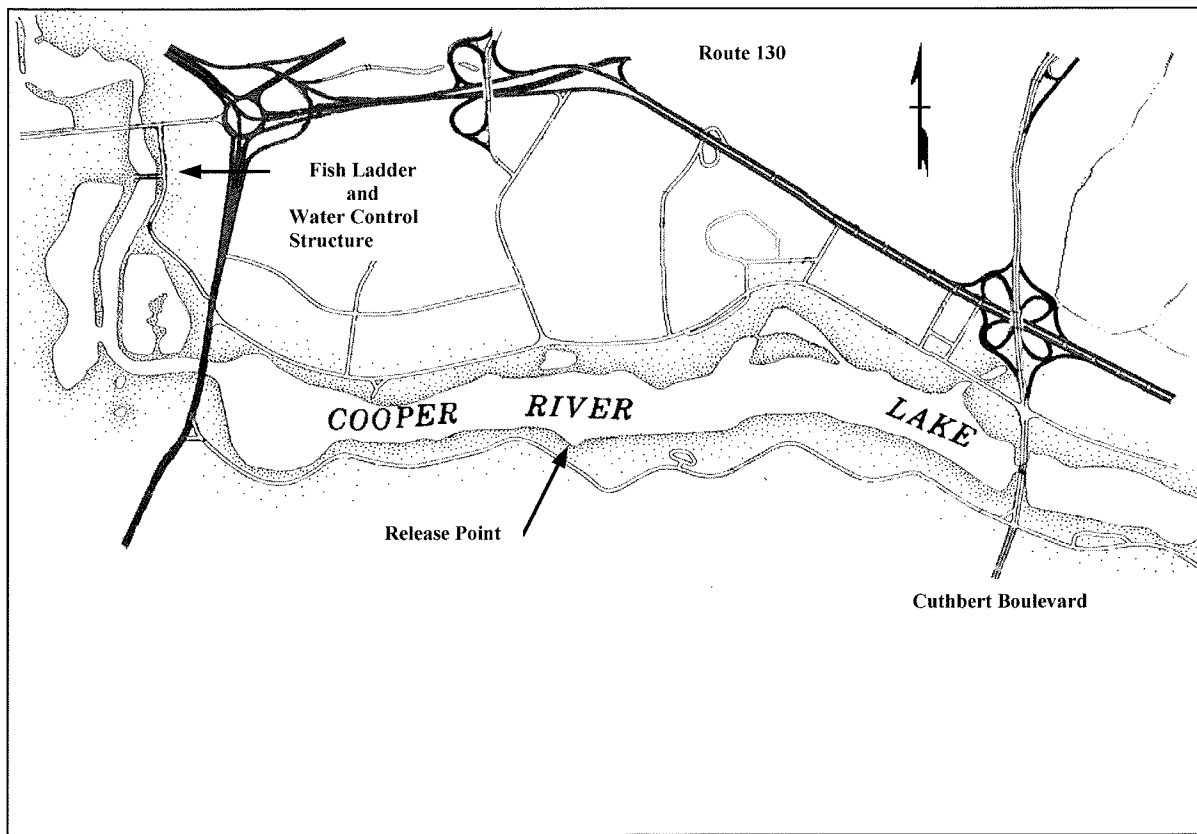 Route 130
Fish Ladder
and
Water Control
Structure
COOPER RIVER LAKE
Release Point
Cuthbert Boulevard